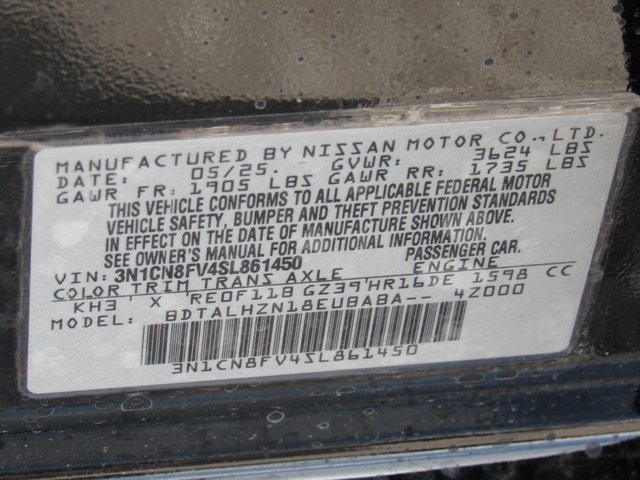 MANUFACTURED BY NISSAN MOTOR CO., LTD.
DATE: 05/25. GVWR: 3624 LBS
GAWR FR: 1905 LBS GAWR RR: 1735 LBS
THIS VEHICLE CONFORMS TO ALL APPLICABLE FEDERAL MOTOR
VEHICLE SAFETY, BUMPER AND THEFT PREVENTION STANDARDS
IN EFFECT ON THE DATE OF MANUFACTURE SHOWN ABOVE.
SEE OWNER'S MANUAL FOR ADDITIONAL INFORMATION.
VIN: 3N1CN8FV4SL861450 PASSENGER CAR.
COLOR TRIM TRANS AXLE ENGINE
KH3 X RE0F11B GZ39 HR16DE 1598 CC
BDTALHZN18EUBABA-- 4Z000
3N1CN8FV4SL861450